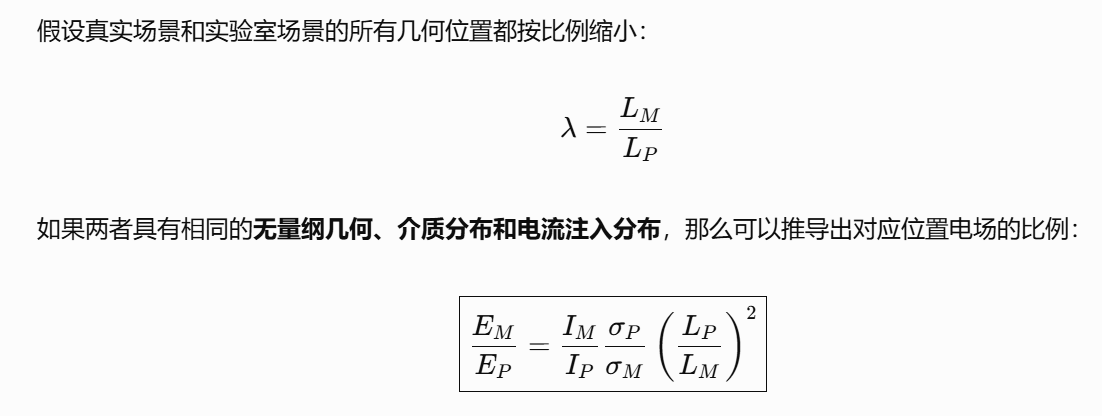 假设真实场景和实验室场景的所有几何位置都按比例缩小：
λ = L_M / L_P
如果两者具有相同的无量纲几何、介质分布和电流注入分布，那么可以推导出对应位置电场的比例：
E_M / E_P = I_M / I_P σ_P / σ_M (L_P / L_M)^2